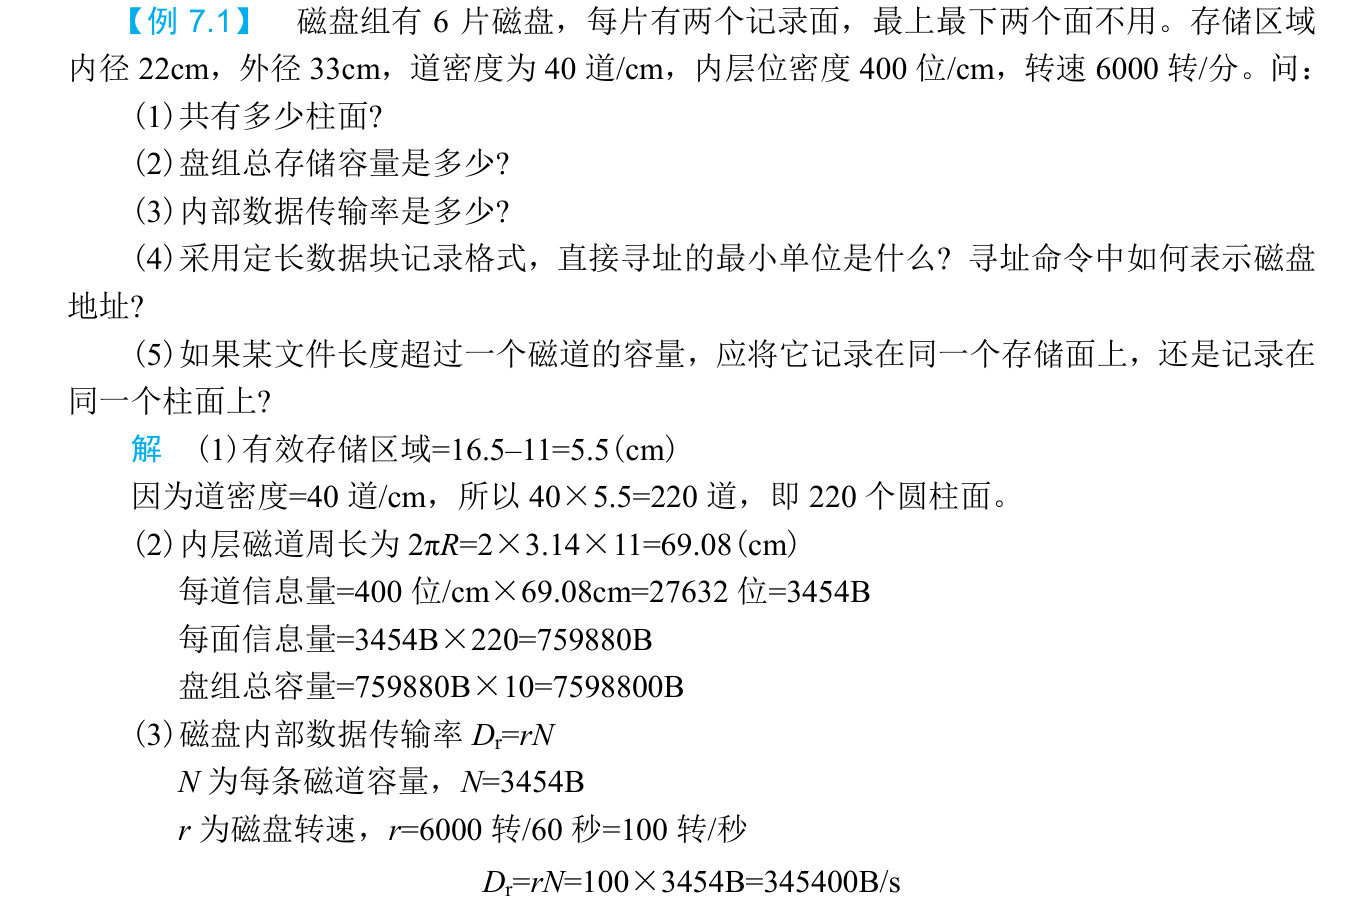 【例 7.1】 磁盘组有 6 片磁盘，每片有两个记录面，最上最下两个面不用。存储区域
内径 22cm，外径 33cm，道密度为 40 道/cm，内层位密度 400 位/cm，转速 6000 转/分。问：
(1)共有多少柱面?
(2)盘组总存储容量是多少?
(3)内部数据传输率是多少?
(4)采用定长数据块记录格式，直接寻址的最小单位是什么？寻址命令中如何表示磁盘
地址?
(5)如果某文件长度超过一个磁道的容量，应将它记录在同一个存储面上，还是记录在
同一个柱面上?
解 (1)有效存储区域=16.5–11=5.5(cm)
因为道密度=40 道/cm，所以 40×5.5=220 道，即 220 个圆柱面。
(2)内层磁道周长为 2πR=2×3.14×11=69.08(cm)
每道信息量=400 位/cm×69.08cm=27632 位=3454B
每面信息量=3454B×220=759880B
盘组总容量=759880B×10=7598800B
(3)磁盘内部数据传输率 Dr=rN
N 为每条磁道容量，N=3454B
r 为磁盘转速，r=6000 转/60 秒=100 转/秒
Dr=rN=100×3454B=345400B/s